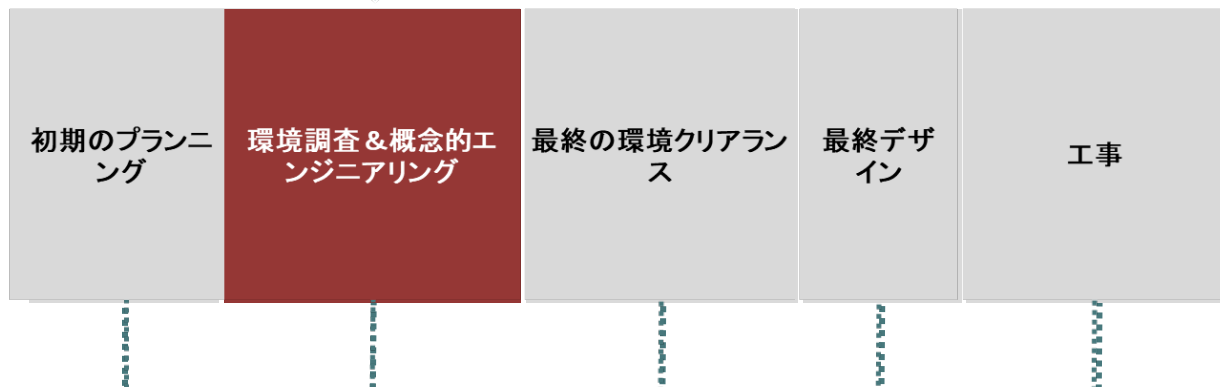 初期のプランニ
ング
環境調査&概念的エ
ンジニアリング
最終の環境クリアラン
ス
最終デザ
イン
工事